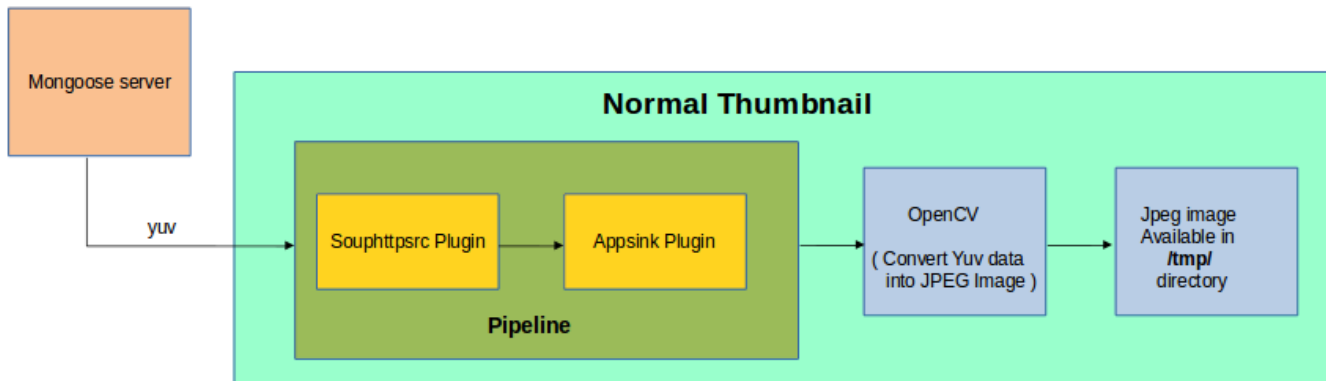 Mongoose server
Normal Thumbnail
yuv
Souphttpsrc Plugin
Appsink Plugin
Pipeline
OpenCV
( Convert Yuv data
into JPEG Image )
Jpeg image
Available in
/tmp/
directory